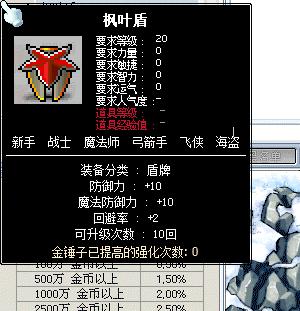 枫叶盾
要求等级： 20
要求力量： 0
要求敏捷： 0
要求智力： 0
要求运气： 0
要求人气度： -
道具等级： -
道具经验值： -
新手 战士 魔法师 弓箭手 飞侠 海盗
装备分类 ：盾牌
防御力 ：+10
魔法防御力 ：+10
回避率 ：+2
可升级次数 ：10回
金锤子已提高的强化次数: 0
500万 金币以上 1,50%
1000万 金币以上 2,00%
2500万 金币以上 2,50%